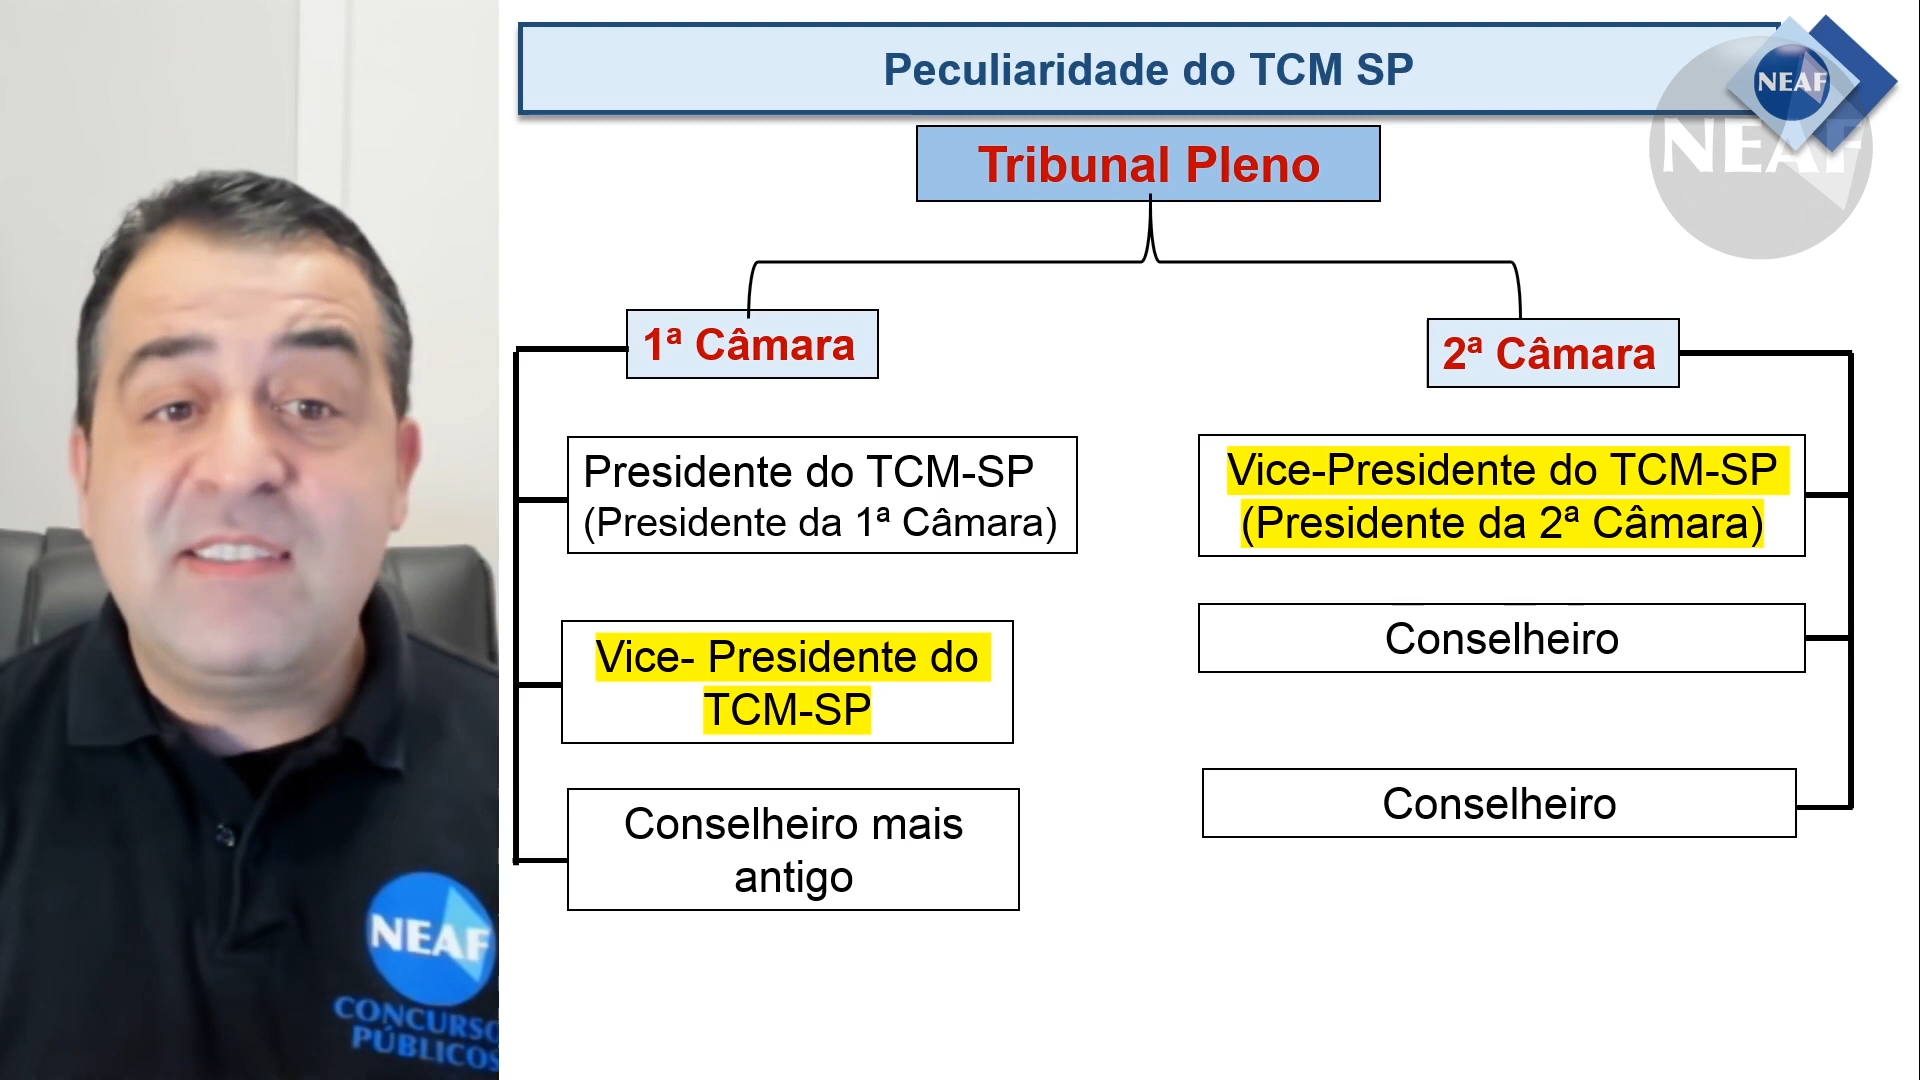 Peculiaridade do TCM SP
NEAF
NEAF
Tribunal Pleno
1ª Câmara
2ª Câmara
Presidente do TCM-SP
(Presidente da 1ª Câmara)
Vice-Presidente do TCM-SP
(Presidente da 2ª Câmara)
Vice- Presidente do
TCM-SP
Conselheiro
Conselheiro mais
antigo
Conselheiro
NEAF
CONCURSO
PÚBLICOS